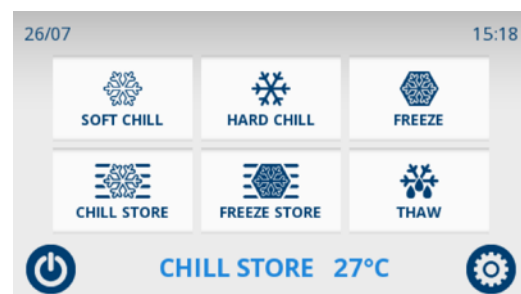 26/07 15:18
SOFT CHILL HARD CHILL FREEZE
CHILL STORE FREEZE STORE THAW
CHILL STORE 27°C